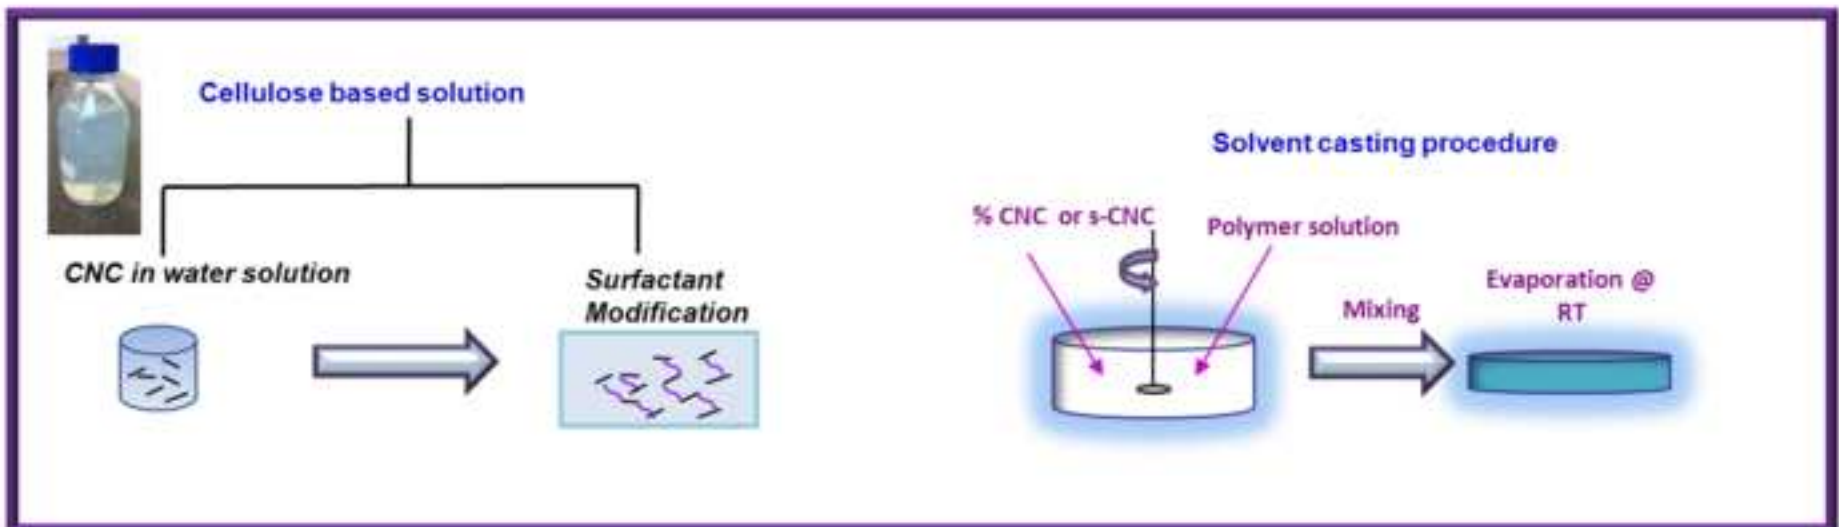 Cellulose based solution
CNC in water solution
Surfactant
Modification
Solvent casting procedure
% CNC or s-CNC
Polymer solution
Mixing
Evaporation @
RT